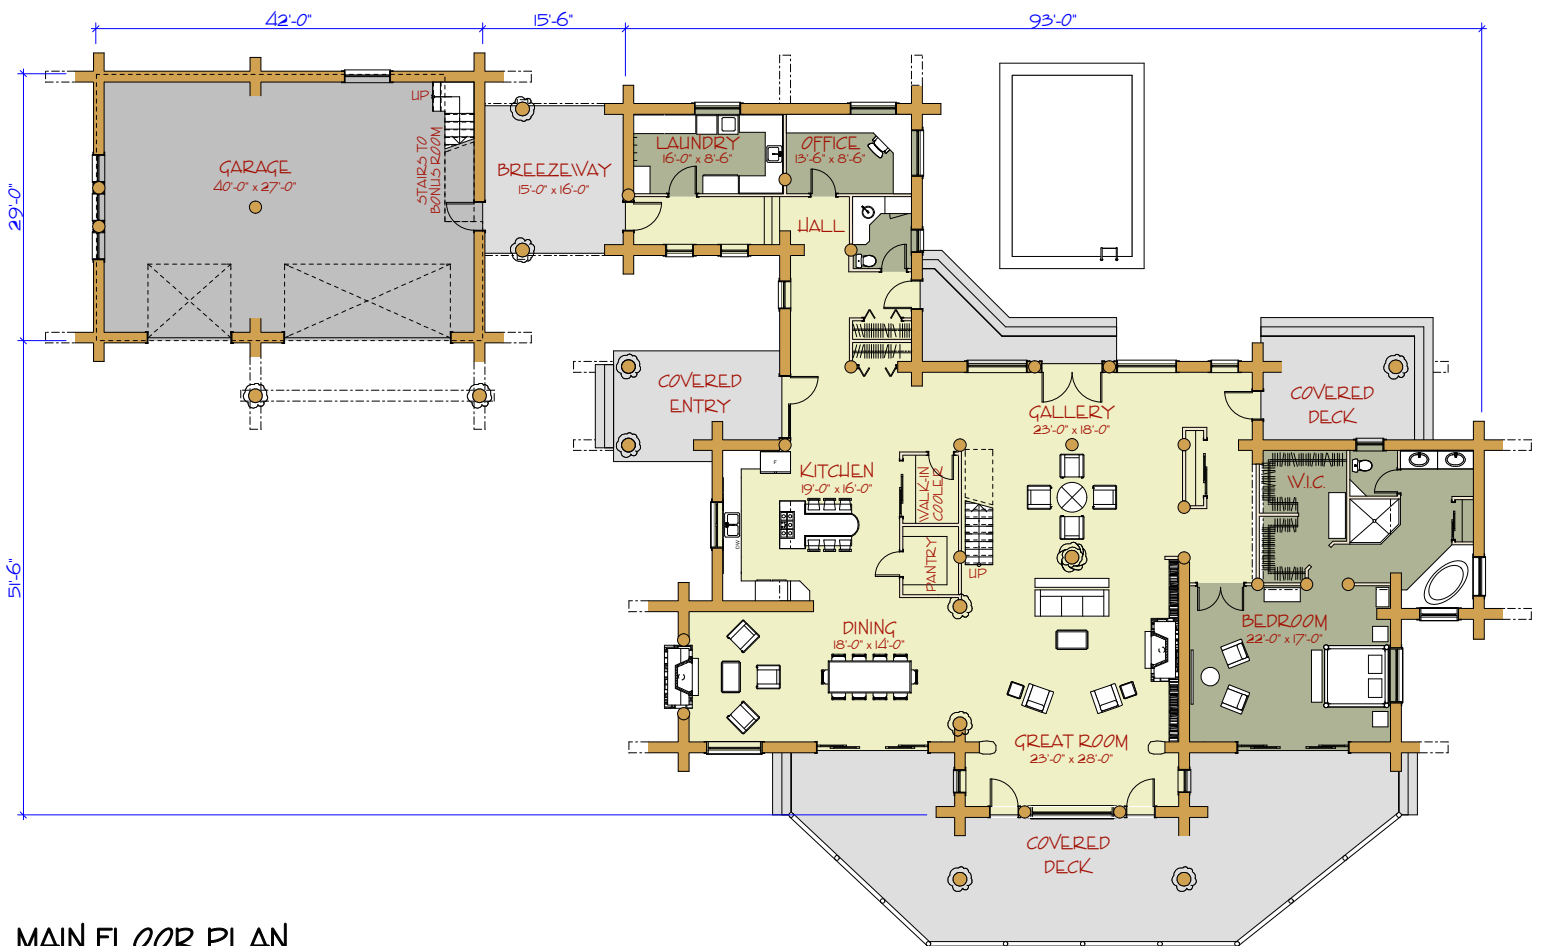 42'-0"
15'-6"
93'-0"
29'-0"
51'-6"
UP
STAIRS TO
BONUS ROOM
GARAGE
40'-0" x 27'-0"
BREEZEWAY
15'-0" x 16'-0"
LAUNDRY
16'-0" x 8'-6"
OFFICE
13'-6" x 8'-6"
HALL
COVERED
ENTRY
GALLERY
23'-0" x 18'-0"
COVERED
DECK
F
KITCHEN
19'-0" x 16'-0"
WALK-IN
COOLER
W.I.C.
DW
PANTRY
UP
DINING
18'-0" x 14'-0"
BEDROOM
22'-0" x 17'-0"
GREAT ROOM
23'-0" x 28'-0"
COVERED
DECK
MAIN FLOOR PLAN